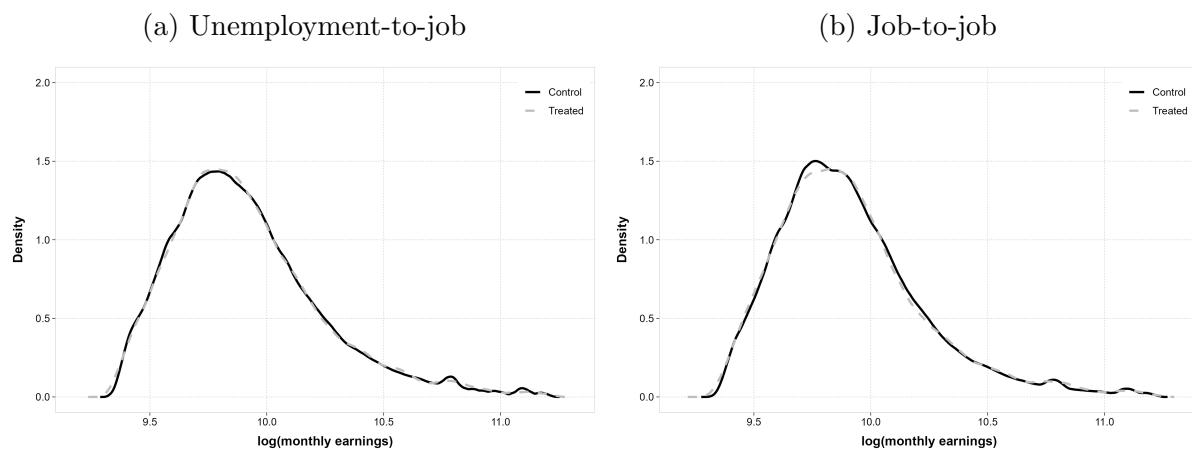 (a) Unemployment-to-job
2.0
1.5
1.0
0.5
0.0
Density
9.5 10.0 10.5 11.0
log(monthly earnings)
Control
Treated
(b) Job-to-job
2.0
1.5
1.0
0.5
0.0
Density
9.5 10.0 10.5 11.0
log(monthly earnings)
Control
Treated